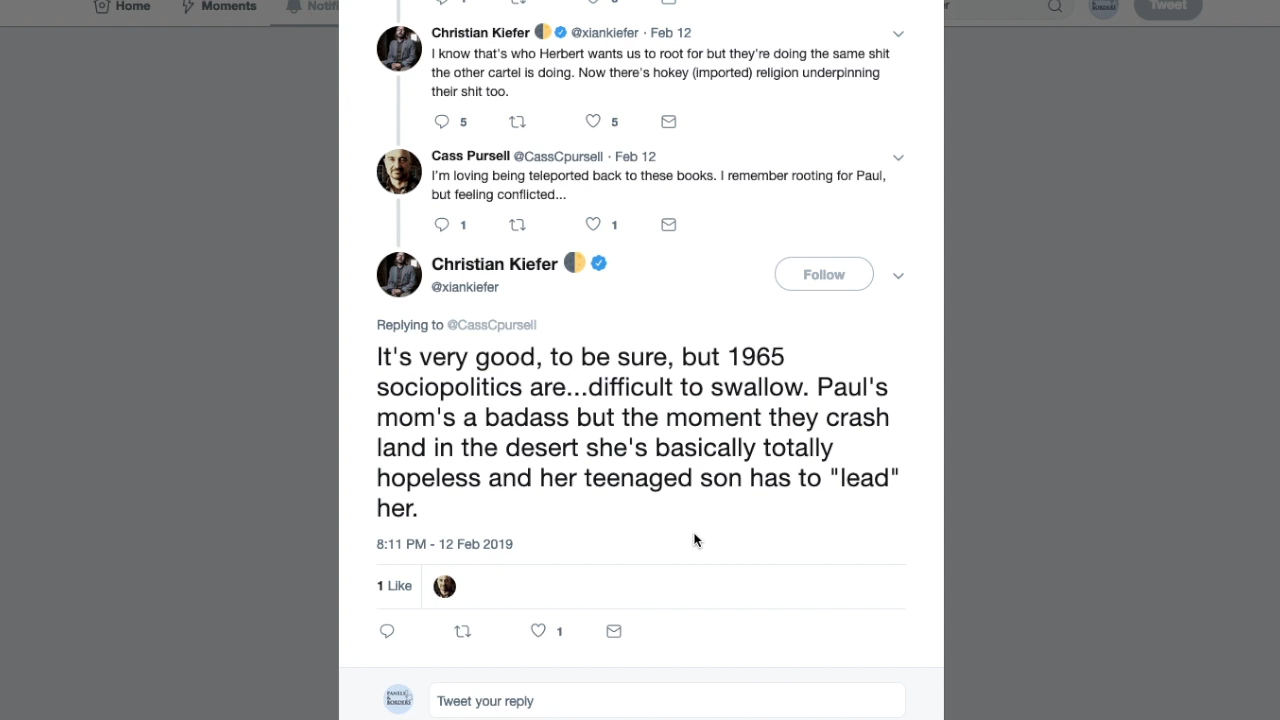 Home
Moments
Tweet
Christian Kiefer @xiankiefer · Feb 12
I know that's who Herbert wants us to root for but they're doing the same shit
the other cartel is doing. Now there's hokey (imported) religion underpinning
their shit too.
5
5
Cass Pursell @CassCpursell · Feb 12
I'm loving being teleported back to these books. I remember rooting for Paul,
but feeling conflicted...
1
1
Christian Kiefer
@xiankiefer
Follow
Replying to @CassCpursell
It's very good, to be sure, but 1965
sociopolitics are...difficult to swallow. Paul's
mom's a badass but the moment they crash
land in the desert she's basically totally
hopeless and her teenaged son has to "lead"
her.
8:11 PM - 12 Feb 2019
1 Like
1
PANELS
BORDERS
Tweet your reply